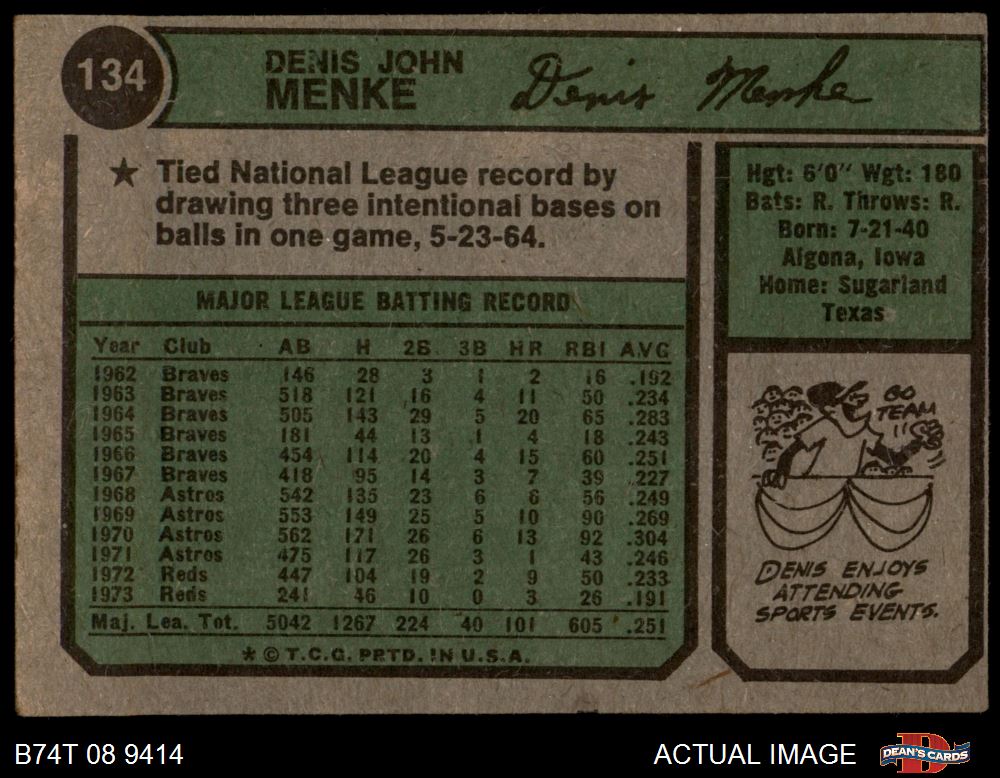 134
DENIS JOHN
MENKE
Denis Menke
★ Tied National League record by
drawing three intentional bases on
balls in one game, 5-23-64.
Hgt: 6'0" Wgt: 180
Bats: R. Throws: R.
Born: 7-21-40
Algona, Iowa
Home: Sugarland
Texas
MAJOR LEAGUE BATTING RECORD
Year Club AB H 2B 3B HR RBI AVG
1962 Braves 146 28 3 1 2 16 .192
1963 Braves 518 121 16 4 11 50 .234
1964 Braves 505 143 29 5 20 65 .283
1965 Braves 181 44 13 1 4 18 .243
1966 Braves 454 114 20 4 15 60 .251
1967 Braves 418 95 14 3 7 39 .227
1968 Astros 542 135 23 6 6 56 .249
1969 Astros 553 149 25 5 10 90 .269
1970 Astros 562 171 26 6 13 92 .304
1971 Astros 475 117 26 3 1 43 .246
1972 Reds 447 104 19 2 9 50 .233
1973 Reds 241 46 10 0 3 26 .191
Maj. Lea. Tot. 5042 1267 224 40 101 605 .251
* © T.C.G. PRTD. IN U.S.A.
GO
TEAM
DENIS ENJOYS
ATTENDING
SPORTS EVENTS.
B74T 08 9414
ACTUAL IMAGE
DEAN'S CARDS